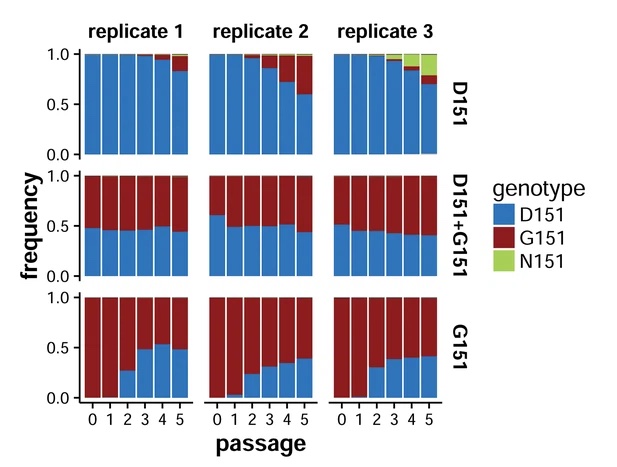 replicate 1 replicate 2 replicate 3
1.0
0.5
0.0
D151
1.0
0.5
0.0
D151+G151
1.0
0.5
0.0
G151
frequency
0 1 2 3 4 5 0 1 2 3 4 5 0 1 2 3 4 5
passage
genotype
D151
G151
N151